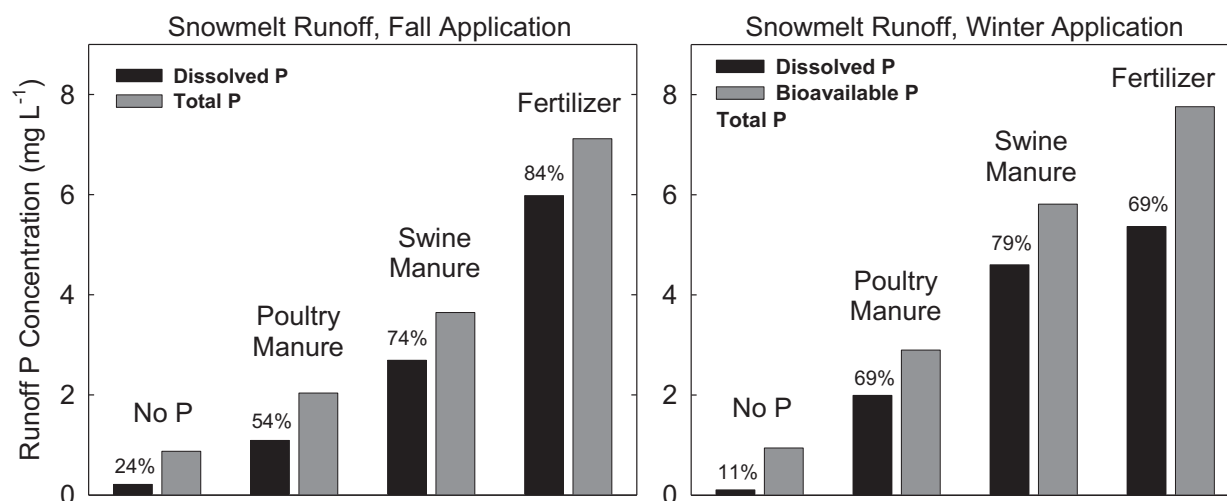 Snowmelt Runoff, Fall Application
Runoff P Concentration (mg L⁻¹)
8
6
4
2
0
Dissolved P
Total P
No P
24%
Poultry
Manure
54%
Swine
Manure
74%
Fertilizer
84%
Snowmelt Runoff, Winter Application
8
6
4
2
0
Dissolved P
Bioavailable P
Total P
No P
11%
Poultry
Manure
69%
Swine
Manure
79%
Fertilizer
69%